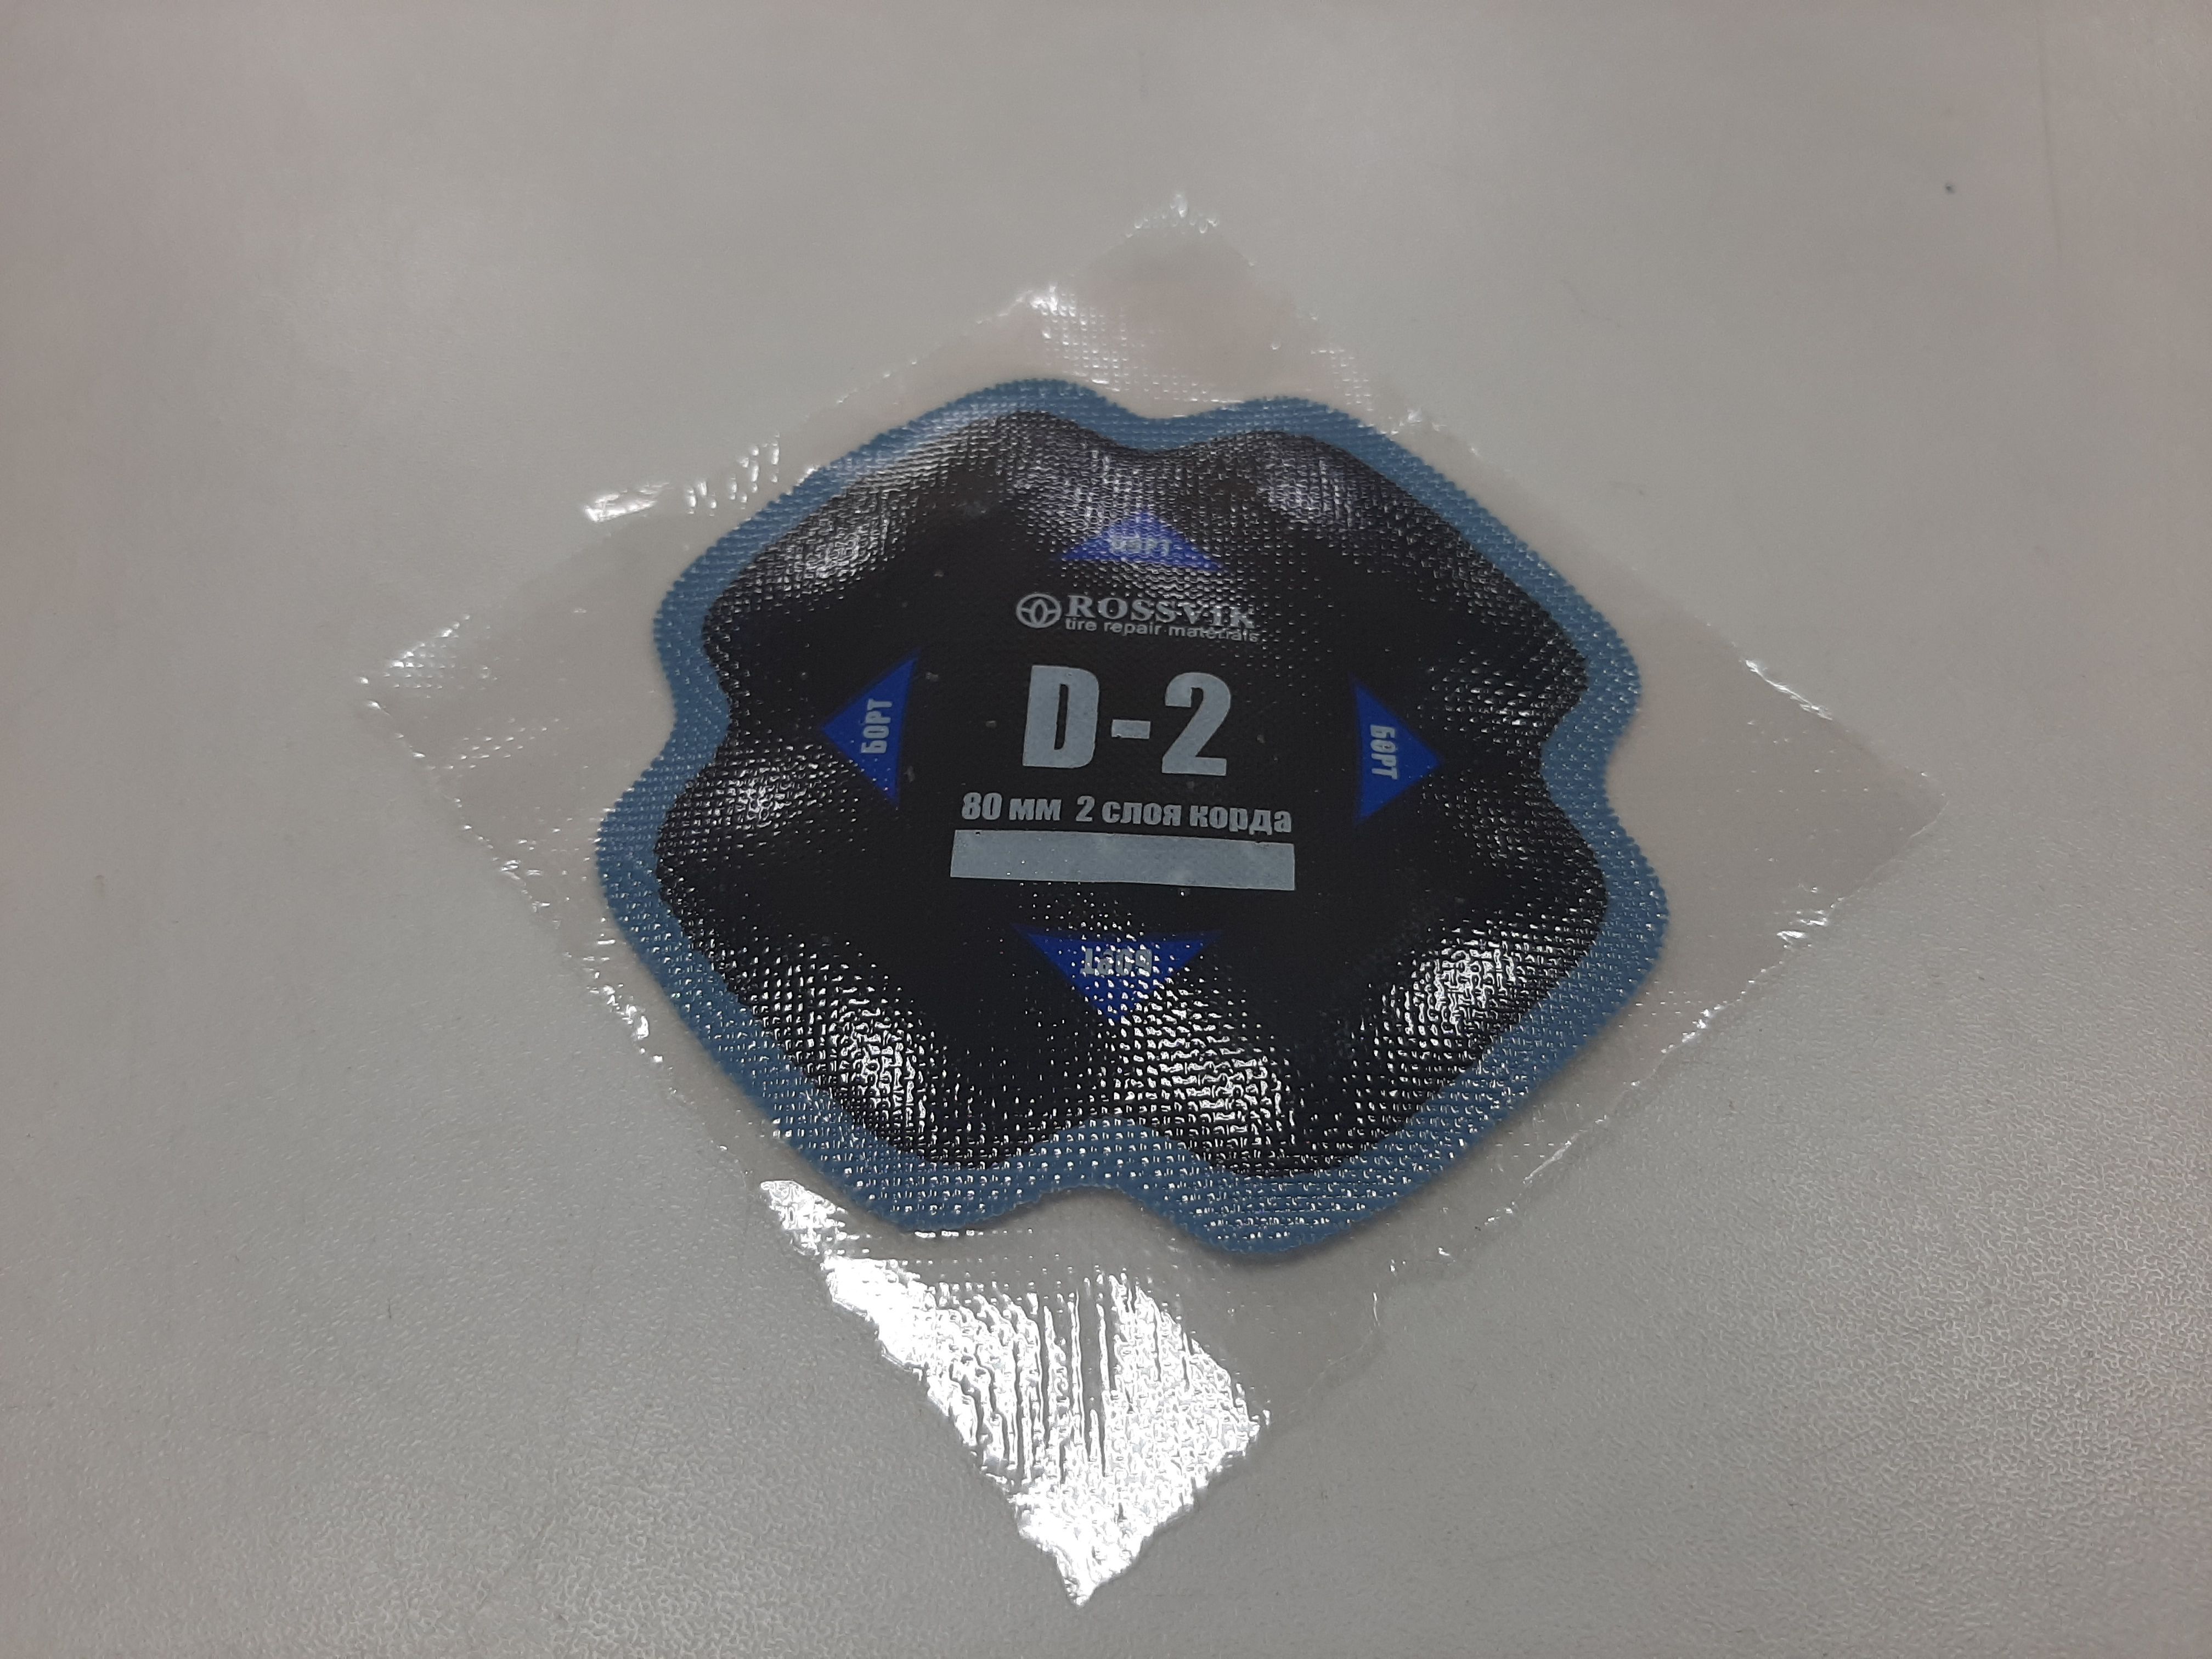 БОРТ
ROSSVIK
tire repair materials
D-2
БОРТ
БОРТ
80 мм 2 слоя корда
БОРТ